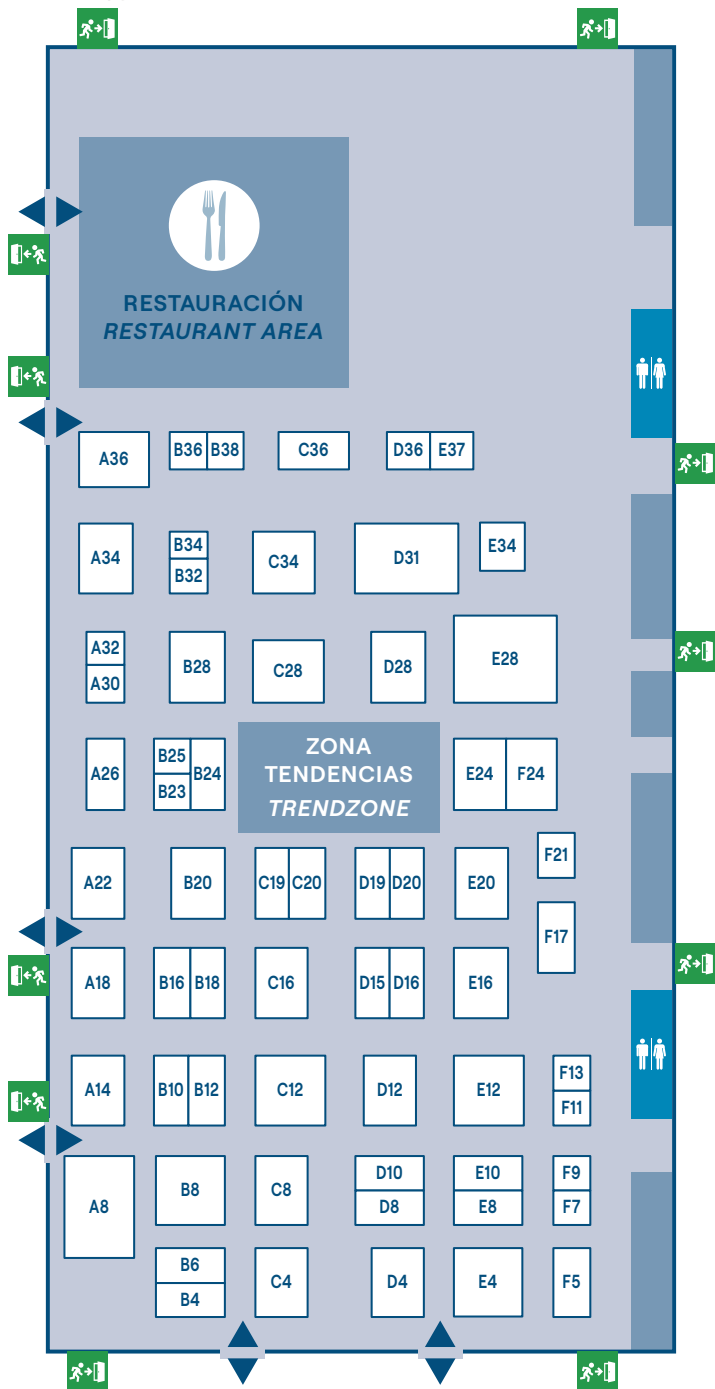 RESTAURACIÓN
RESTAURANT AREA
A36
B36
B38
C36
D36
E37
A34
B34
B32
C34
D31
E34
A32
A30
B28
C28
D28
E28
A26
B25
B23
B24
ZONA
TENDENCIAS
TRENDZONE
E24
F24
A22
B20
C19
C20
D19
D20
E20
F21
F17
A18
B16
B18
C16
D15
D16
E16
A14
B10
B12
C12
D12
E12
F13
F11
A8
B8
C8
D10
D8
E10
E8
F9
F7
B6
B4
C4
D4
E4
F5